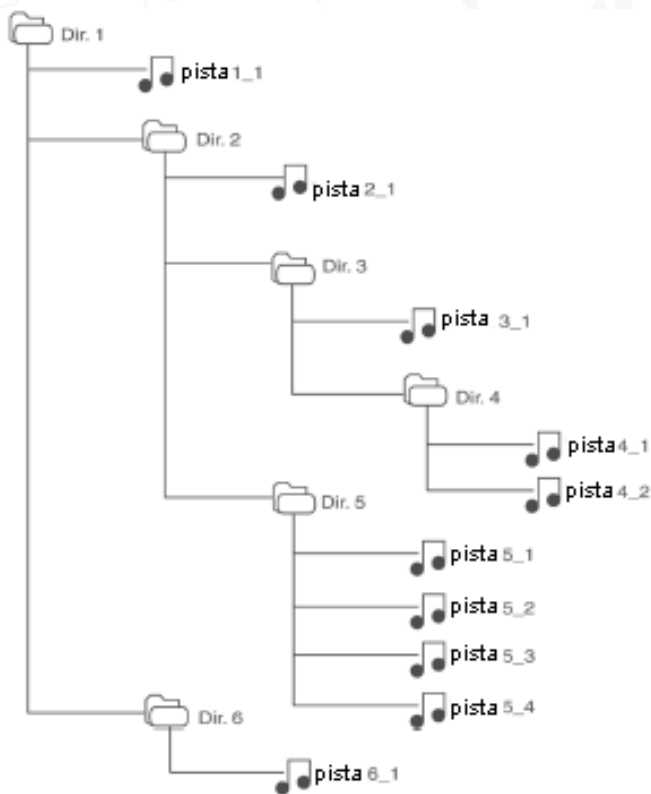 Dir. 1
pista 1_1
Dir. 2
pista 2_1
Dir. 3
pista 3_1
Dir. 4
pista 4_1
pista 4_2
Dir. 5
pista 5_1
pista 5_2
pista 5_3
pista 5_4
Dir. 6
pista 6_1